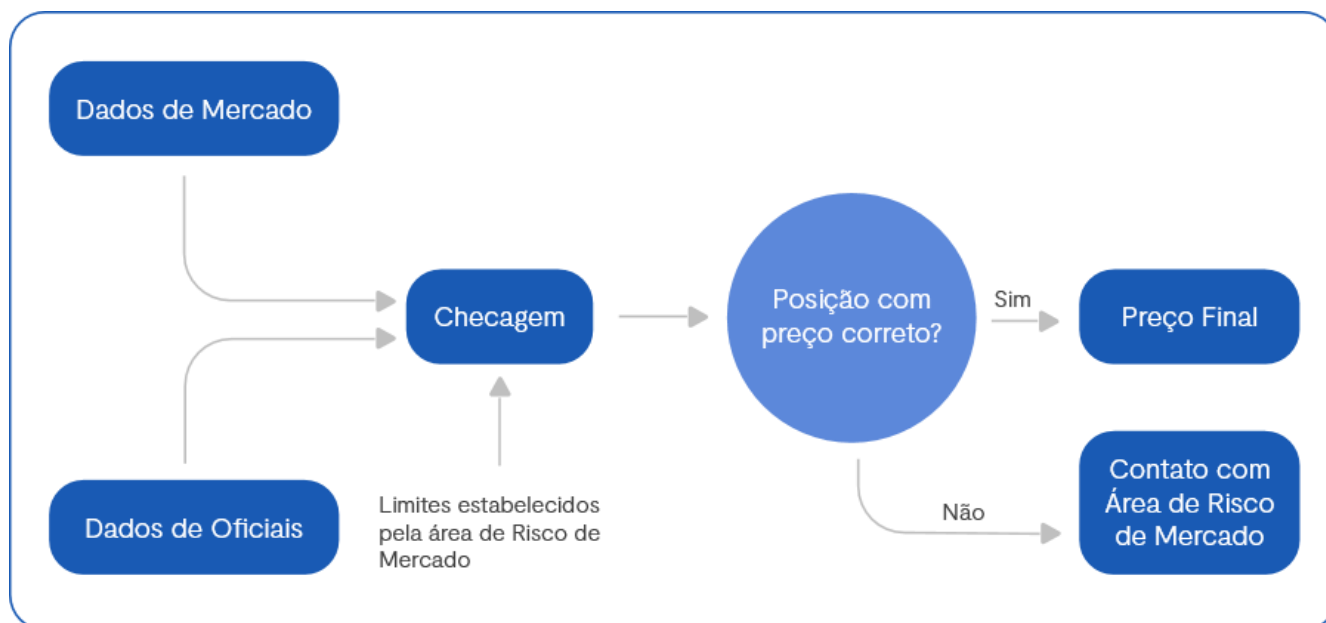 Dados de Mercado
Dados de Oficiais
Checagem
Limites estabelecidos
pela área de Risco de
Mercado
Posição com
preço correto?
Sim
Preço Final
Não
Contato com
Área de Risco
de Mercado